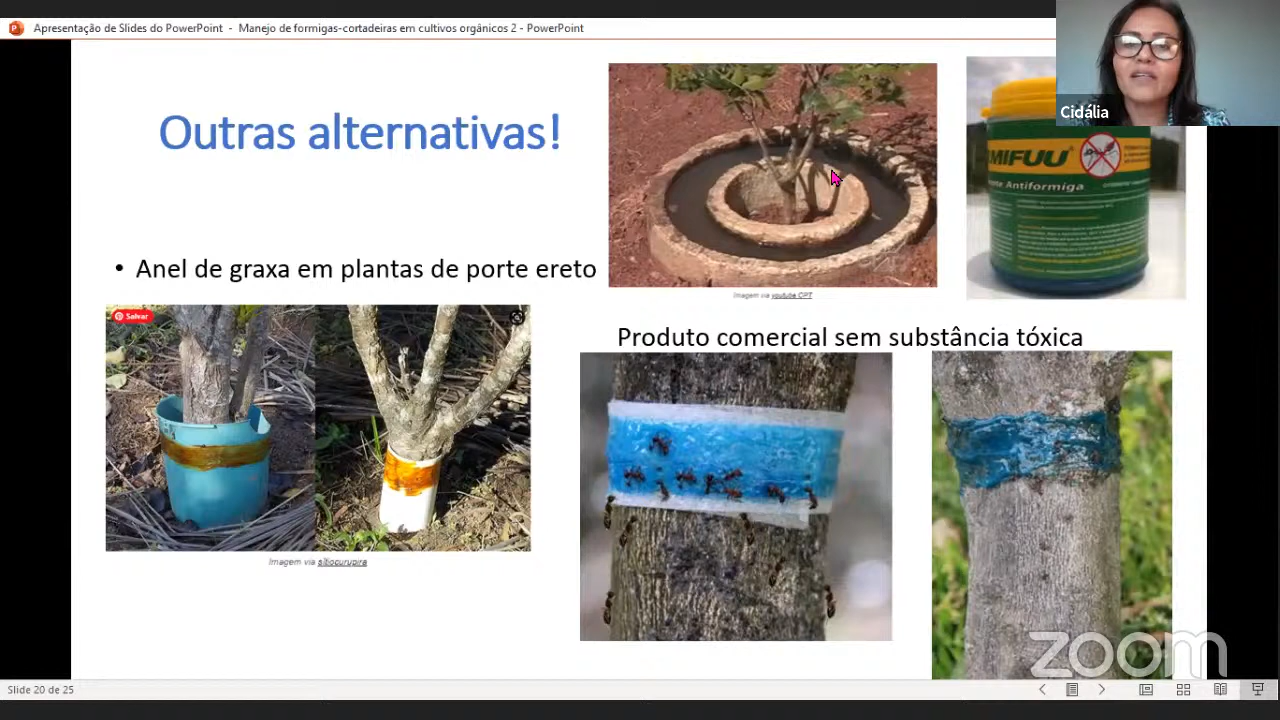 Apresentação de Slides do PowerPoint - Manejo de formigas-cortadeiras em cultivos orgânicos 2 - PowerPoint
Cidália
Outras alternativas!
MIFUU
Antiformiga
Imagem via youtube CPT
• Anel de graxa em plantas de porte ereto
Salvar
Produto comercial sem substância tóxica
Imagem via sítiocurupira
zoom
Slide 20 de 25